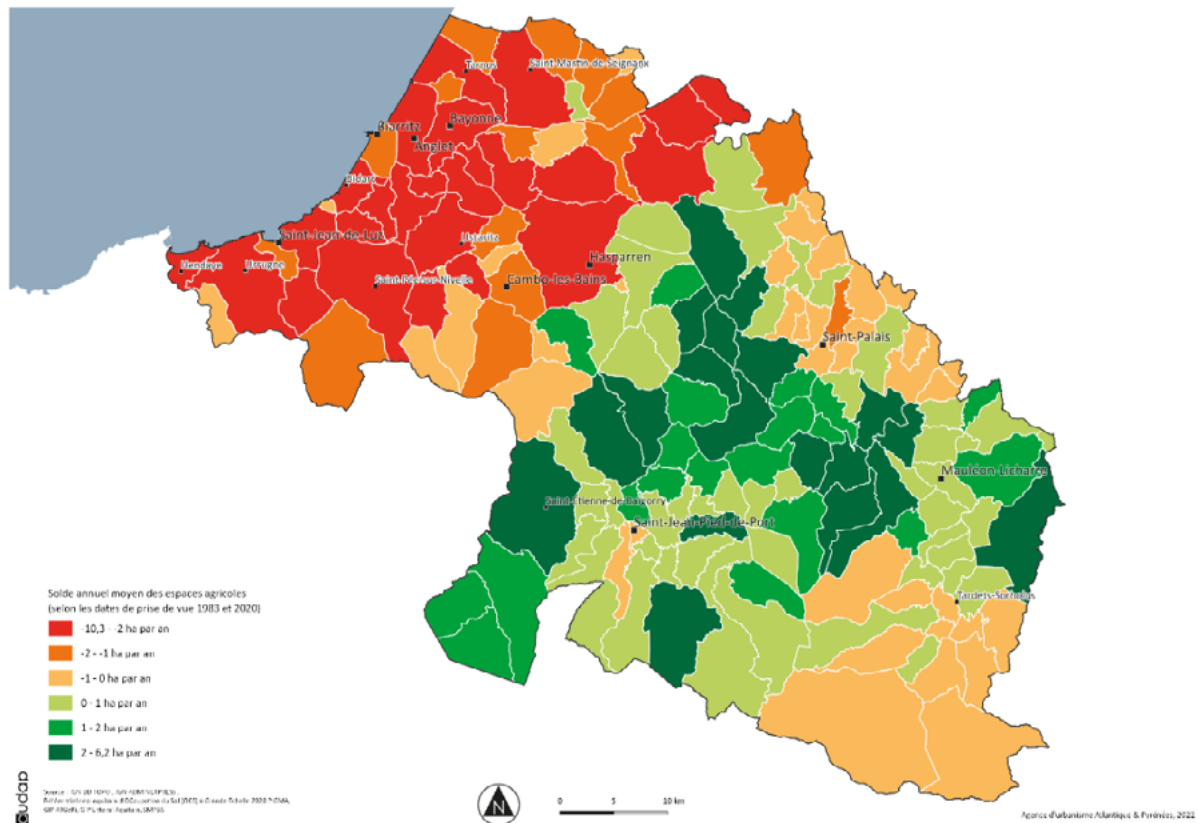 Tarnos
Saint-Martin-de-Seignanx
Bayonne
Biarritz
Anglet
Bidart
Saint-Jean-de-Luz
Ustaritz
Hendaye
Urrugne
Hasparren
Saint-Pée-sur-Nivelle
Cambo-les-Bains
Saint-Palais
Mauléon-Licharre
Saint-Étienne-de-Baïgorry
Saint-Jean-Pied-de-Port
Tardets-Sorholus
Solde annuel moyen des espaces agricoles
(selon les dates de prise de vue 1983 et 2020)
-10,3 - -2 ha par an
-2 - -1 ha par an
-1 - 0 ha par an
0 - 1 ha par an
1 - 2 ha par an
2 - 6,2 ha par an
audap
N
0 5 10 km
Agence d'urbanisme Atlantique & Pyrénées, 2022